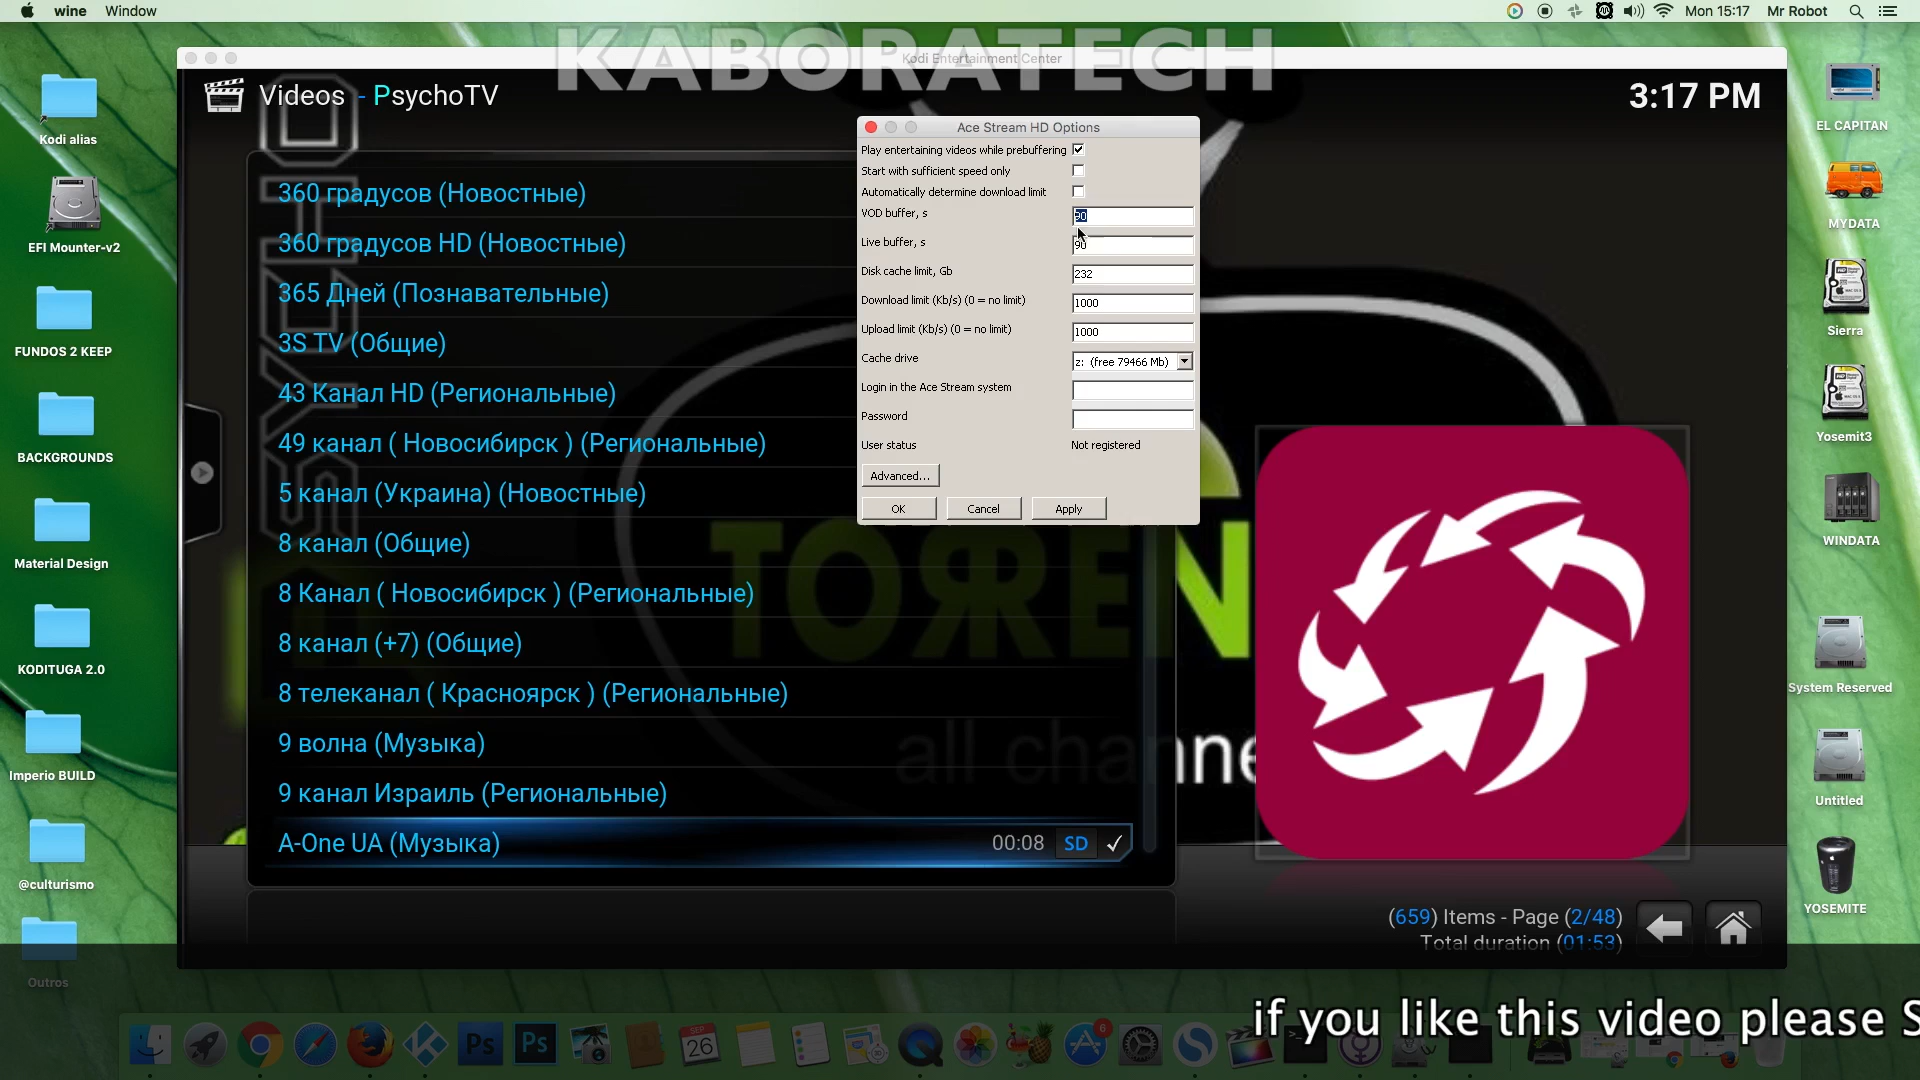 wine Window
Mon 15:17 Mr Robot
KABORATECH
Kodi Entertainment Center
Videos - PsychoTV
3:17 PM
360 градусов (Новостные)
360 градусов HD (Новостные)
365 Дней (Познавательные)
3S TV (Общие)
43 Канал HD (Региональные)
49 канал ( Новосибирск ) (Региональные)
5 канал (Украина) (Новостные)
8 канал (Общие)
8 Канал ( Новосибирск ) (Региональные)
8 канал (+7) (Общие)
8 телеканал ( Красноярск ) (Региональные)
9 волна (Музыка)
9 канал Израиль (Региональные)
A-One UA (Музыка) 00:08 SD
Ace Stream HD Options
Play entertaining videos while prebuffering
Start with sufficient speed only
Automatically determine download limit
VOD buffer, s 90
Live buffer, s 90
Disk cache limit, Gb 232
Download limit (Kb/s) (0 = no limit) 1000
Upload limit (Kb/s) (0 = no limit) 1000
Cache drive z: (free 79466 Mb)
Login in the Ace Stream system
Password
User status Not registered
Advanced...
OK Cancel Apply
all channe
(659) Items - Page (2/48)
Total duration (01:53)
Kodi alias
EFI Mounter-v2
FUNDOS 2 KEEP
BACKGROUNDS
Material Design
KODITUGA 2.0
Imperio BUILD
@culturismo
Outros
EL CAPITAN
MYDATA
Sierra
Yosemit3
WINDATA
System Reserved
Untitled
YOSEMITE
if you like this video please S
SEP
26
Ps
Ps
6